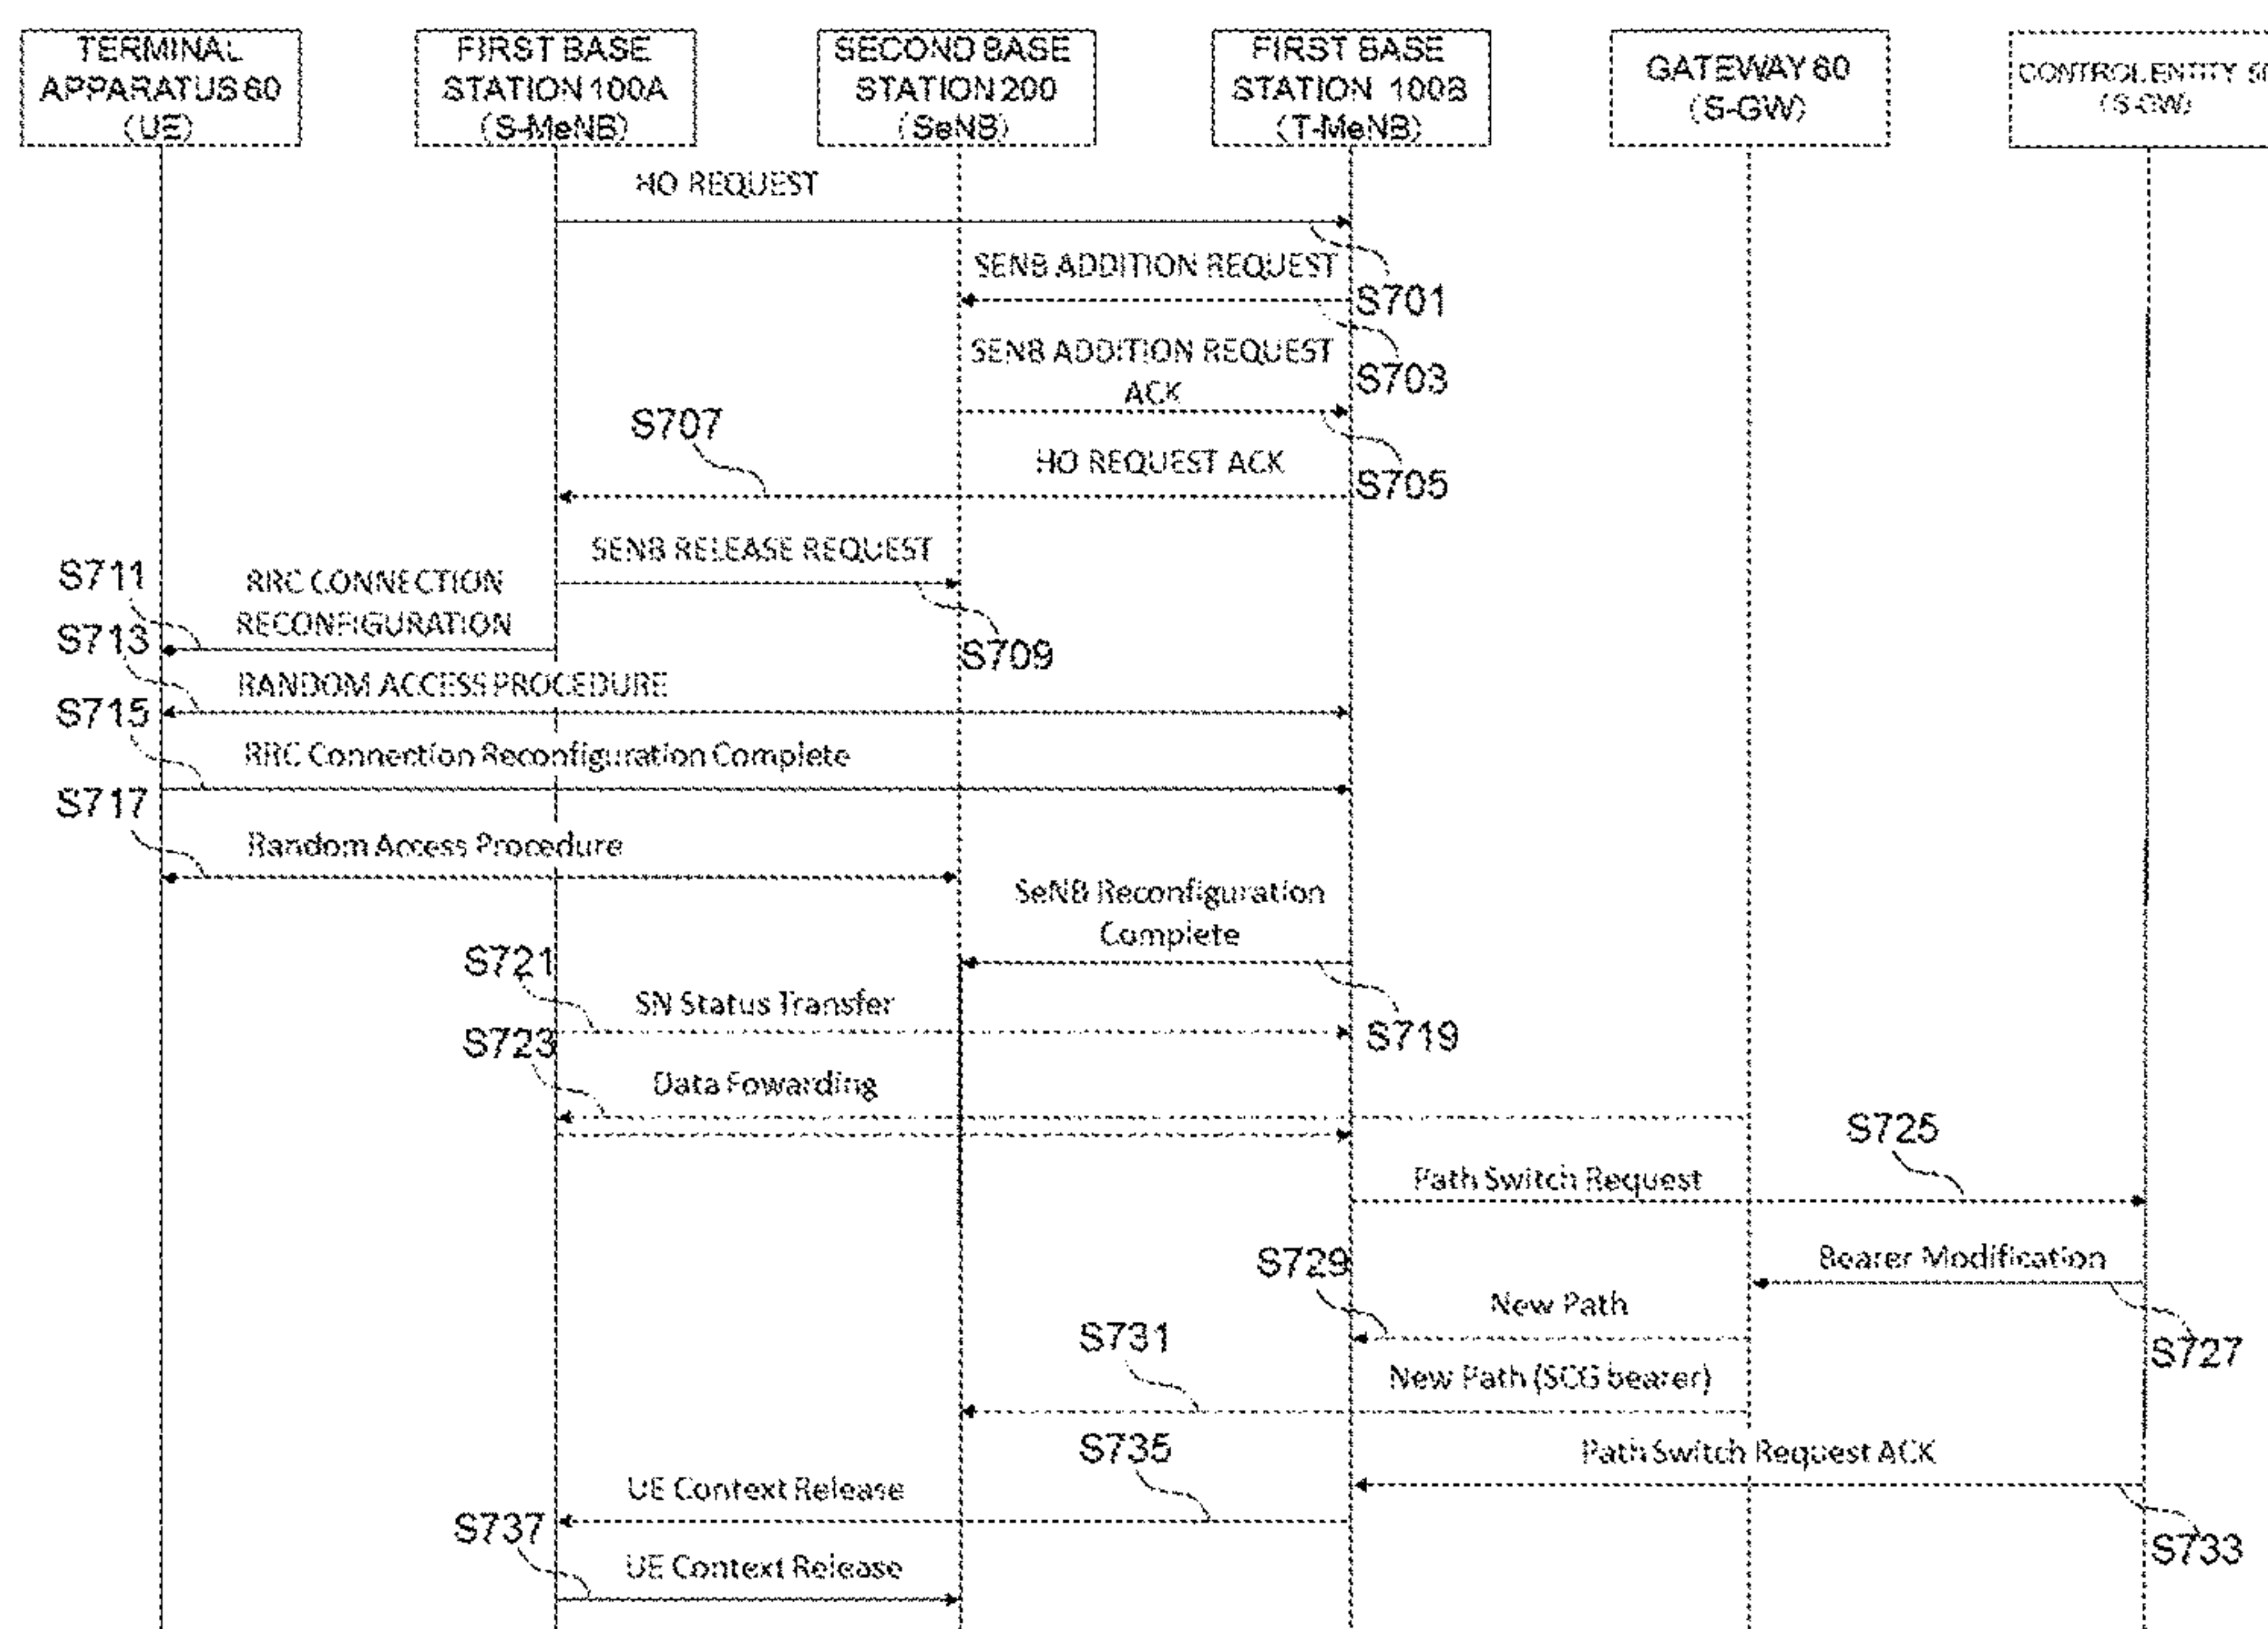 TERMINAL
APPARATUS 60
(UE)
FIRST BASE
STATION 100A
(S-MeNB)
SECOND BASE
STATION 200
(SeNB)
FIRST BASE
STATION 100B
(T-MeNB)
GATEWAY 60
(S-GW)
CONTROL ENTITY
(S-GW)
HO REQUEST
S701
SENB ADDITION REQUEST
S703
SENB ADDITION REQUEST
ACK
S705
S707
HO REQUEST ACK
SENB RELEASE REQUEST
S709
S711
RRC CONNECTION
RECONFIGURATION
S713
RANDOM ACCESS PROCEDURE
S715
RRC Connection Reconfiguration Complete
S717
Random Access Procedure
SeNB Reconfiguration
Complete
S719
S721
SN Status Transfer
S723
Data Fowarding
S725
Path Switch Request
Bearer Modification
S727
S729
New Path
S731
New Path (SCG bearer)
Path Switch Request ACK
S733
S735
UE Context Release
S737
UE Context Release